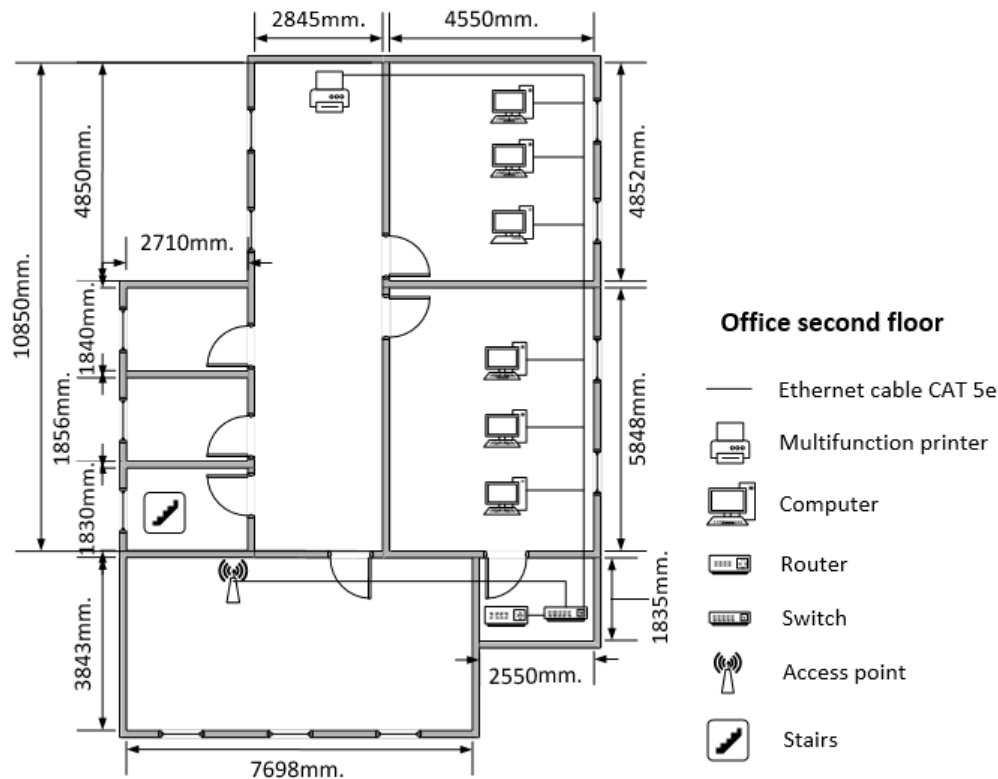 2845mm.
4550mm.
10850mm.
4850mm.
4852mm.
2710mm.
1840mm.
1856mm.
1830mm.
5848mm.
3843mm.
1835mm.
2550mm.
7698mm.
Office second floor
Ethernet cable CAT 5e
Multifunction printer
Computer
Router
Switch
Access point
Stairs